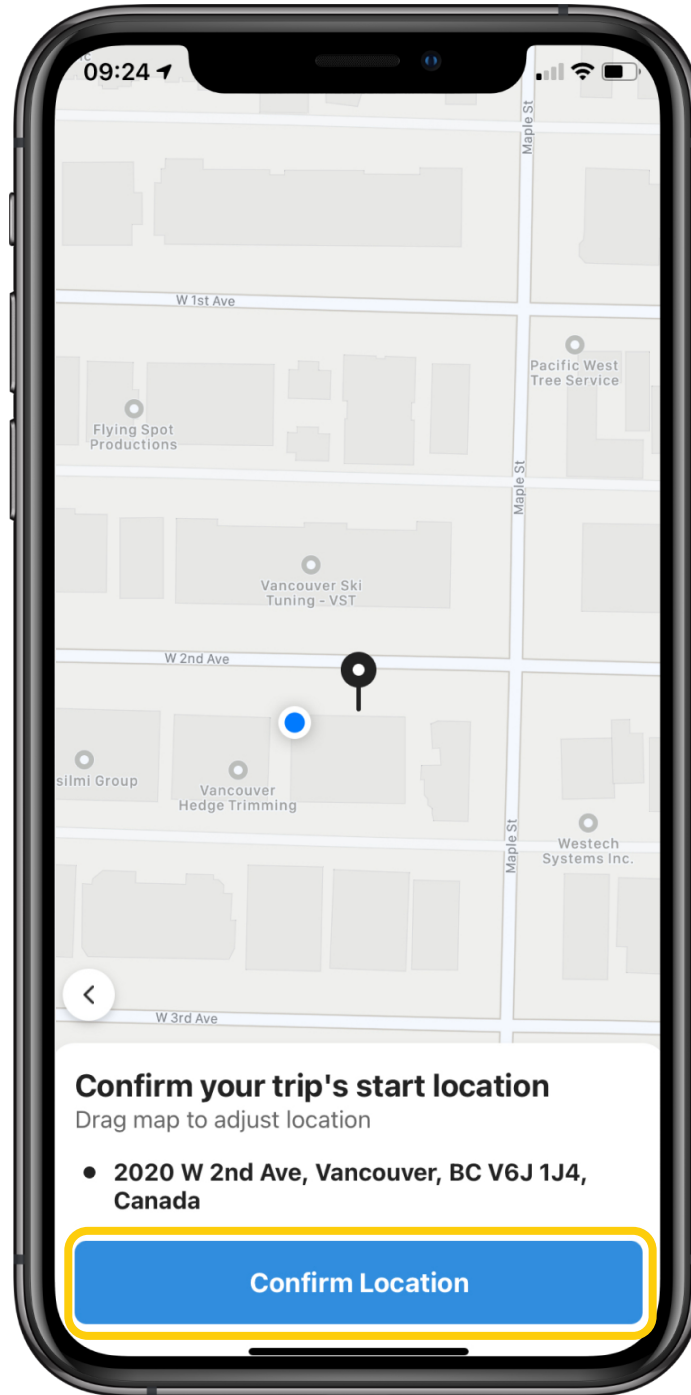 09:24
Maple St
W 1st Ave
Pacific West
Tree Service
Flying Spot
Productions
Maple St
Vancouver Ski
Tuning - VST
W 2nd Ave
silmi Group
Vancouver
Hedge Trimming
Maple St
Westech
Systems Inc.
W 3rd Ave
Confirm your trip's start location
Drag map to adjust location
• 2020 W 2nd Ave, Vancouver, BC V6J 1J4,
Canada
Confirm Location